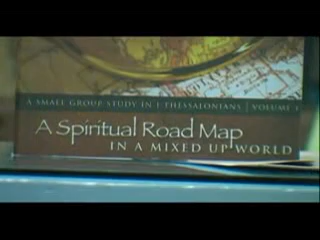 A SMALL GROUP STUDY IN 1 THESSALONIANS | VOLUME 1
A Spiritual Road Map
IN A MIXED UP WORLD